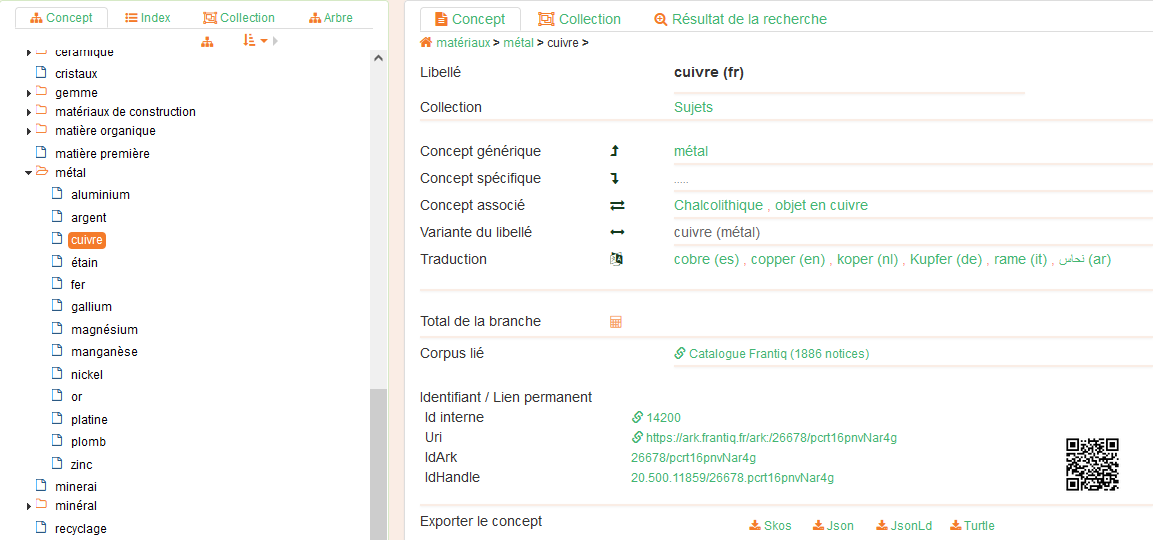 Concept Index Collection Arbre
céramique
cristaux
gemme
matériaux de construction
matière organique
matière première
métal
aluminium
argent
cuivre
étain
fer
gallium
magnésium
manganèse
nickel
or
platine
plomb
zinc
minerai
minéral
recyclage
Concept Collection Résultat de la recherche
matériaux > métal > cuivre >
Libellé cuivre (fr)
Collection Sujets
Concept générique métal
Concept spécifique .....
Concept associé Chalcolithique , objet en cuivre
Variante du libellé cuivre (métal)
Traduction cobre (es) , copper (en) , koper (nl) , Kupfer (de) , rame (it) , نحاس (ar)
Total de la branche
Corpus lié Catalogue Frantiq (1886 notices)
Identifiant / Lien permanent
Id interne 14200
Uri https://ark.frantiq.fr/ark:/26678/pcrt16pnvNar4g
IdArk 26678/pcrt16pnvNar4g
IdHandle 20.500.11859/26678.pcrt16pnvNar4g
Exporter le concept Skos Json JsonLd Turtle